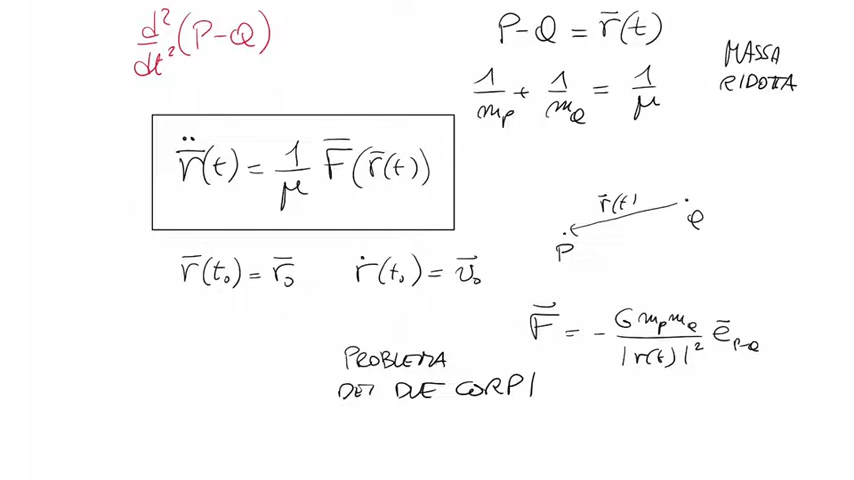 d²/dt² (P-Q)
P-Q = r̅(t)
1/m_P + 1/m_Q = 1/μ
MASSA
RIDOTTA
r̅̈(t) = 1/μ F̅(r̅(t))
r̅(t)
Q
P
r̅(t₀) = r̅₀
ṙ(t₀) = v̅₀
F̅ = - G m_P m_Q / |r(t)|² e̅_P-Q
PROBLEMA
DEI DUE CORPI